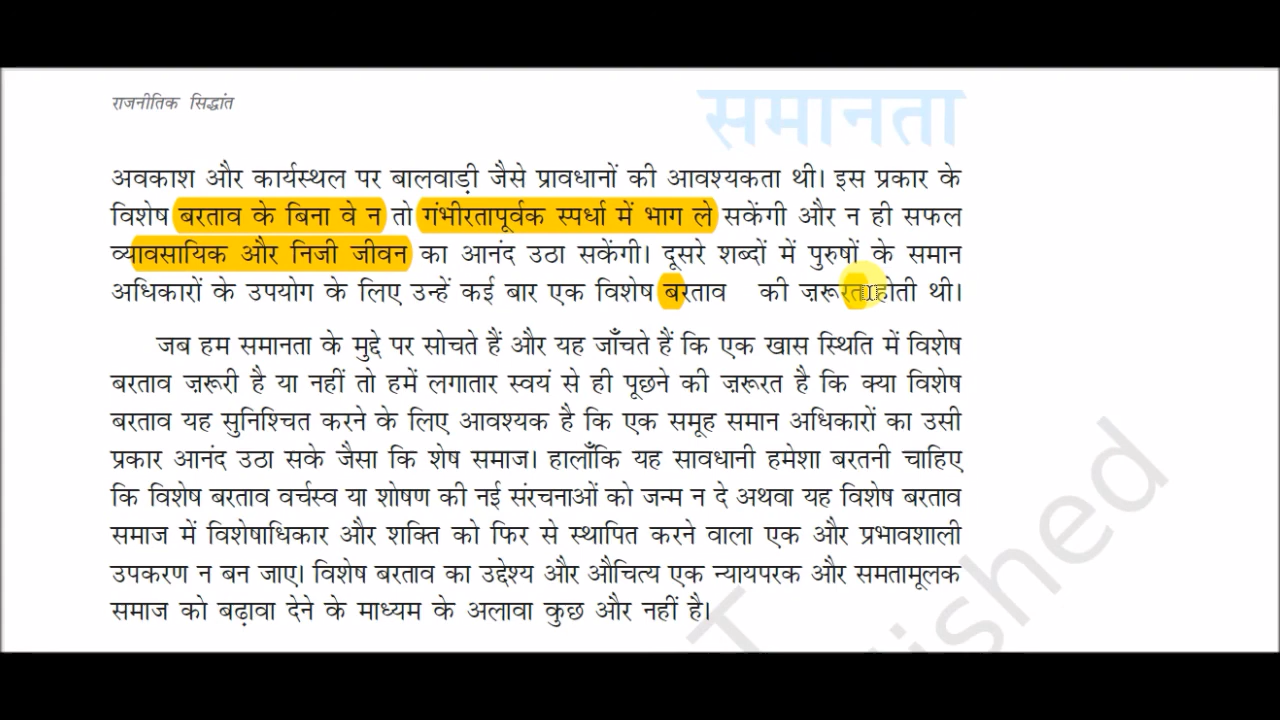 राजनीतिक सिद्धांत
समानता
अवकाश और कार्यस्थल पर बालवाड़ी जैसे प्रावधानों की आवश्यकता थी। इस प्रकार के
विशेष बरताव के बिना वे न तो गंभीरतापूर्वक स्पर्धा में भाग ले सकेंगी और न ही सफल
व्यावसायिक और निजी जीवन का आनंद उठा सकेंगी। दूसरे शब्दों में पुरुषों के समान
अधिकारों के उपयोग के लिए उन्हें कई बार एक विशेष बरताव की ज़रूरत होती थी।
जब हम समानता के मुद्दे पर सोचते हैं और यह जाँचते हैं कि एक खास स्थिति में विशेष
बरताव ज़रूरी है या नहीं तो हमें लगातार स्वयं से ही पूछने की ज़रूरत है कि क्या विशेष
बरताव यह सुनिश्चित करने के लिए आवश्यक है कि एक समूह समान अधिकारों का उसी
प्रकार आनंद उठा सके जैसा कि शेष समाज। हालाँकि यह सावधानी हमेशा बरतनी चाहिए
कि विशेष बरताव वर्चस्व या शोषण की नई संरचनाओं को जन्म न दे अथवा यह विशेष बरताव
समाज में विशेषाधिकार और शक्ति को फिर से स्थापित करने वाला एक और प्रभावशाली
उपकरण न बन जाए। विशेष बरताव का उद्देश्य और औचित्य एक न्यायपरक और समतामूलक
समाज को बढ़ावा देने के माध्यम के अलावा कुछ और नहीं है।